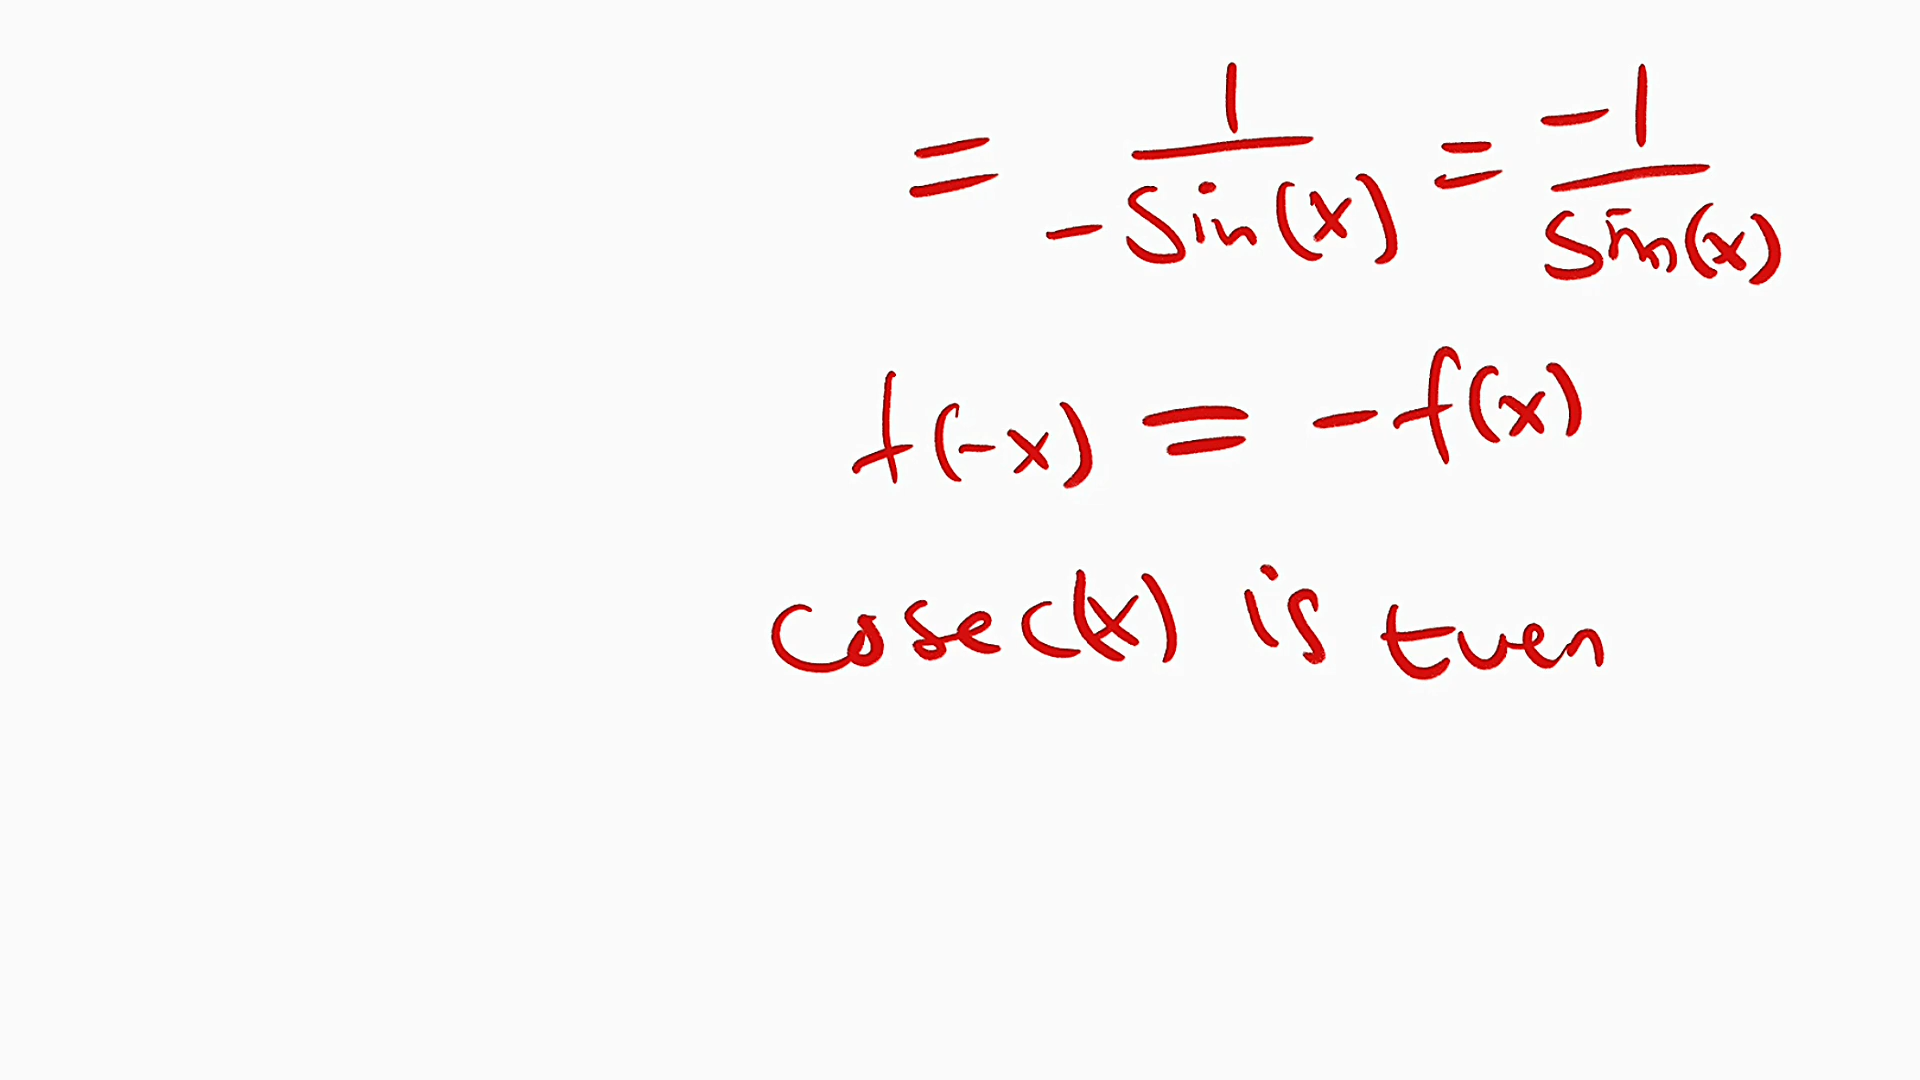 = 1/-Sin(x) = -1/Sin(x)
f(-x) = -f(x)
cosec(x) is even